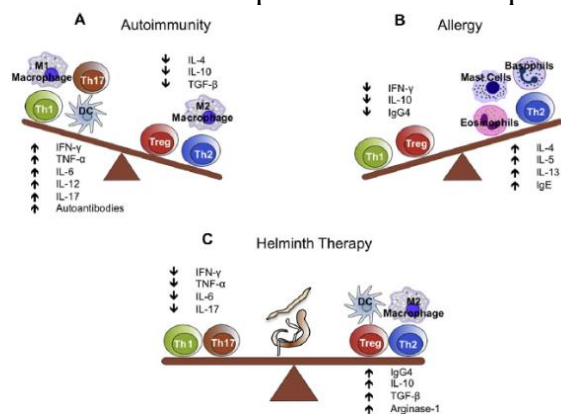 A Autoimmunity
M1
Macrophage
Th17
Th1
DC
IL-4
IL-10
TGF-β
M2
Macrophage
Treg
Th2
IFN-γ
TNF-α
IL-6
IL-12
IL-17
Autoantibodies
B Allergy
IFN-γ
IL-10
IgG4
Mast Cells
Basophils
Eosinophils
Th2
Th1
Treg
IL-4
IL-5
IL-13
IgE
C Helminth Therapy
IFN-γ
TNF-α
IL-6
IL-17
Th1
Th17
DC
M2
Macrophage
Treg
Th2
IgG4
IL-10
TGF-β
Arginase-1